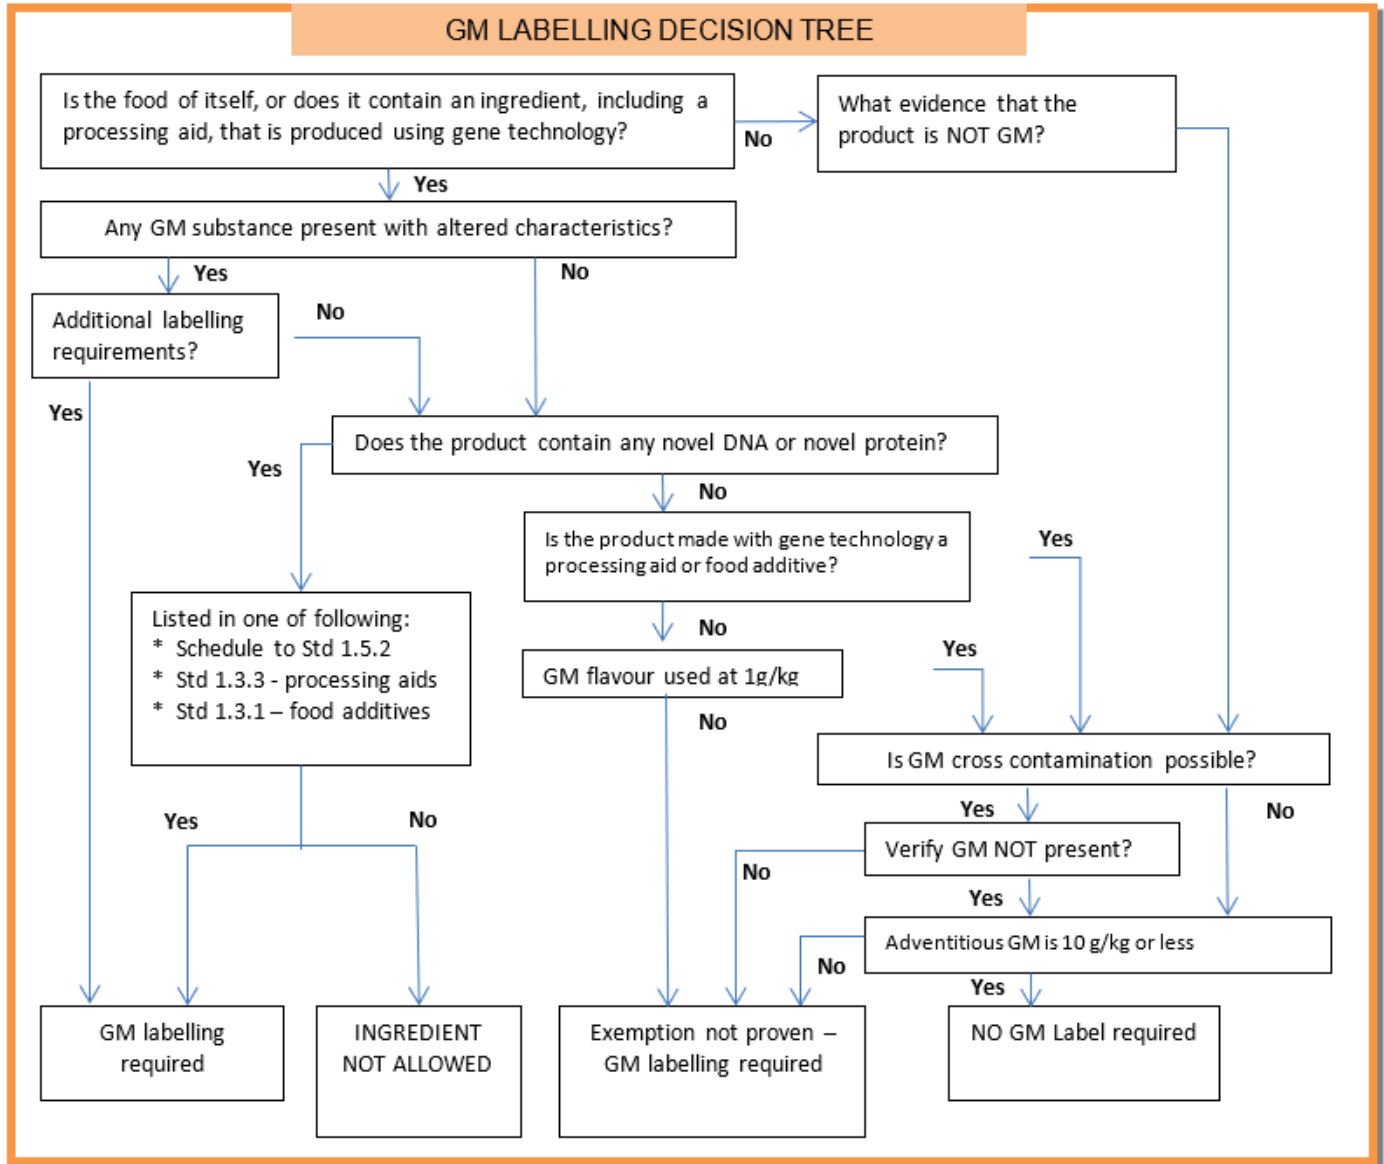 GM LABELLING DECISION TREE
Is the food of itself, or does it contain an ingredient, including a
processing aid, that is produced using gene technology?
No
What evidence that the
product is NOT GM?
Yes
Any GM substance present with altered characteristics?
Yes
No
Additional labelling
requirements?
No
Yes
Does the product contain any novel DNA or novel protein?
Yes
No
Is the product made with gene technology a
processing aid or food additive?
Yes
No
Listed in one of following:
* Schedule to Std 1.5.2
* Std 1.3.3 - processing aids
* Std 1.3.1 – food additives
GM flavour used at 1g/kg
Yes
No
Is GM cross contamination possible?
Yes
No
Yes
No
Verify GM NOT present?
No
Yes
Adventitious GM is 10 g/kg or less
No
Yes
GM labelling
required
INGREDIENT
NOT ALLOWED
Exemption not proven –
GM labelling required
NO GM Label required